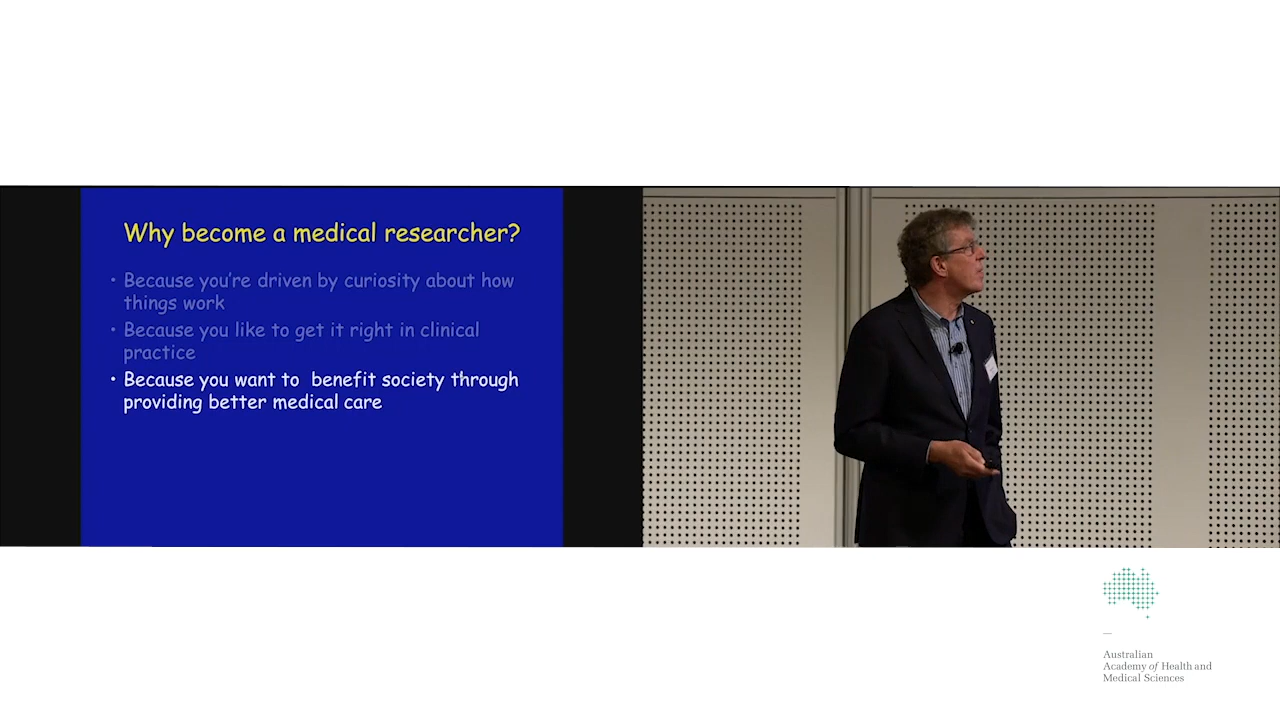 Why become a medical researcher?
• Because you're driven by curiosity about how
things work
• Because you like to get it right in clinical
practice
• Because you want to  benefit society through
providing better medical care
Australian
Academy of Health and
Medical Sciences